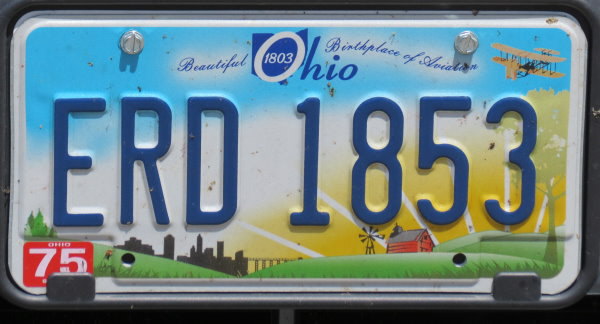 Beautiful Ohio Birthplace of Aviation
1803
ERD 1853
OHIO
75